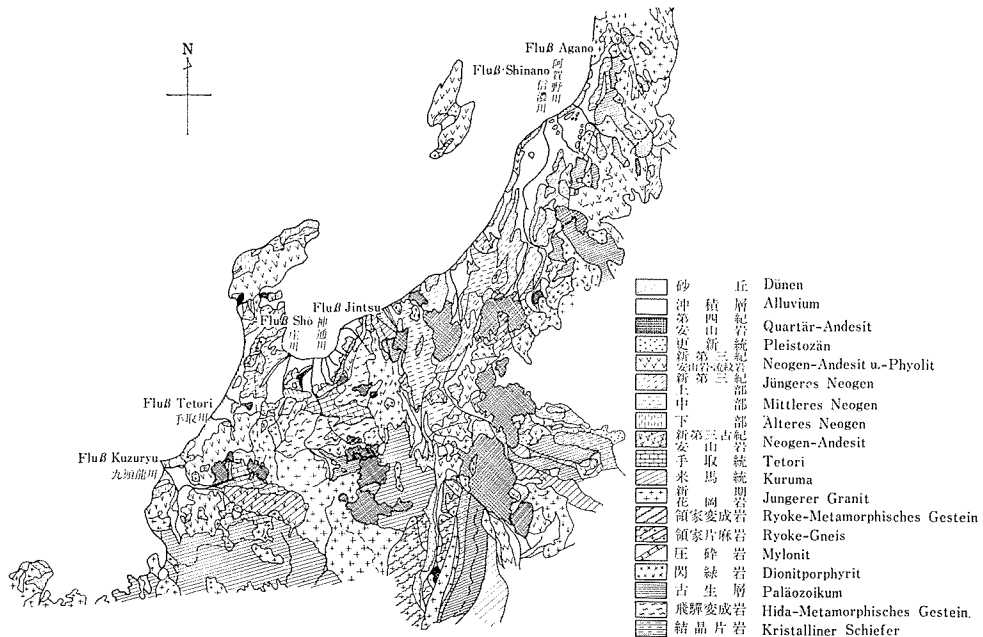 N
Fluß Agano
阿賀野川
Fluß Shinano
信濃川
Fluß Jintsu
神通川
Fluß Shō
庄川
Fluß Tetori
手取川
Fluß Kuzuryu
九頭龍川
砂丘 Dünen
沖積層 Alluvium
第四紀安山岩 Quartär-Andesit
更新統 Pleistozän
新第三紀安山岩・流紋岩 Neogen-Andesit u.-Phyolit
新第三紀上部 Jüngeres Neogen
中部 Mittleres Neogen
下部 Älteres Neogen
新第三古紀安山岩 Neogen-Andesit
手取統 Tetori
来馬統 Kuruma
新期花岡岩 Jungerer Granit
領家変成岩 Ryoke-Metamorphisches Gestein
領家片麻岩 Ryoke-Gneis
圧砕岩 Mylonit
閃緑岩 Dionitporphyrit
古生層 Paläozoikum
飛驒変成岩 Hida-Metamorphisches Gestein.
結晶片岩 Kristalliner Schiefer